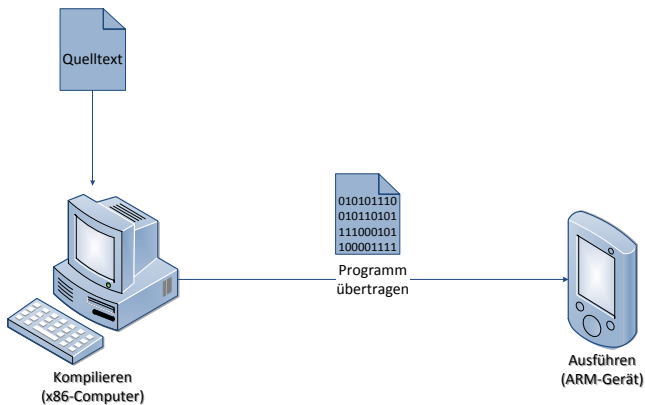 Quelltext
010101110
010110101
111000101
100001111
Programm
übertragen
Kompilieren
(x86-Computer)
Ausführen
(ARM-Gerät)